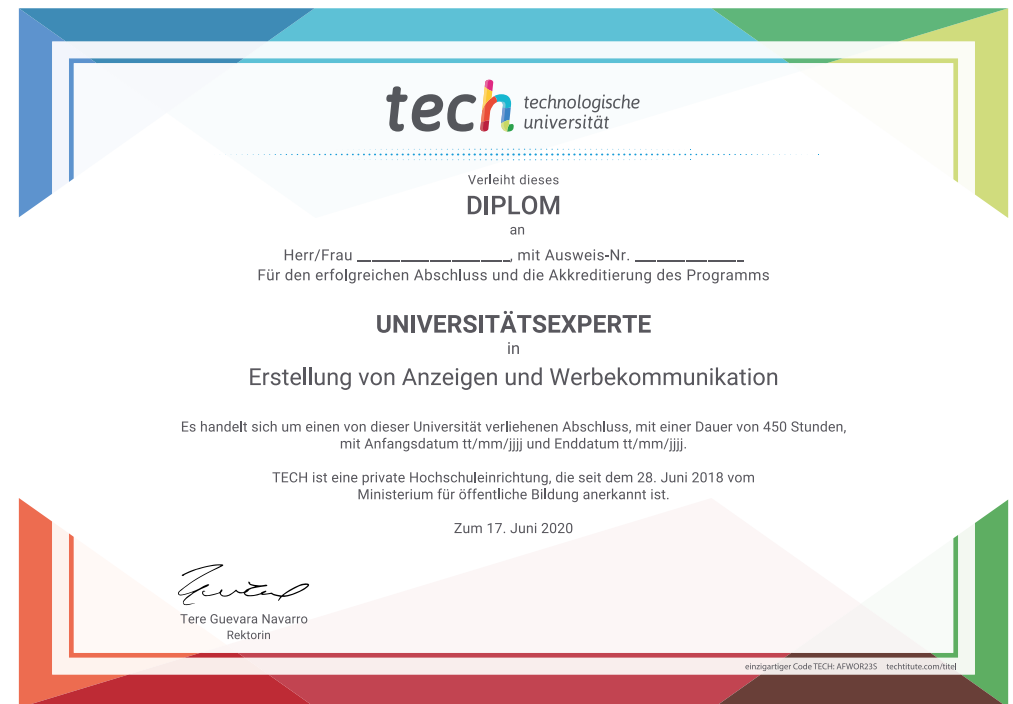 tech technologische
universität
Verleiht dieses
DIPLOM
an
Herr/Frau ____________________, mit Ausweis-Nr. ______________
Für den erfolgreichen Abschluss und die Akkreditierung des Programms
UNIVERSITÄTSEXPERTE
in
Erstellung von Anzeigen und Werbekommunikation
Es handelt sich um einen von dieser Universität verliehenen Abschluss, mit einer Dauer von 450 Stunden,
mit Anfangsdatum tt/mm/jjjj und Enddatum tt/mm/jjjj.
TECH ist eine private Hochschuleinrichtung, die seit dem 28. Juni 2018 vom
Ministerium für öffentliche Bildung anerkannt ist.
Zum 17. Juni 2020
Tere Guevara Navarro
Rektorin
einzigartiger Code TECH: AFWOR23S techtitute.com/titel